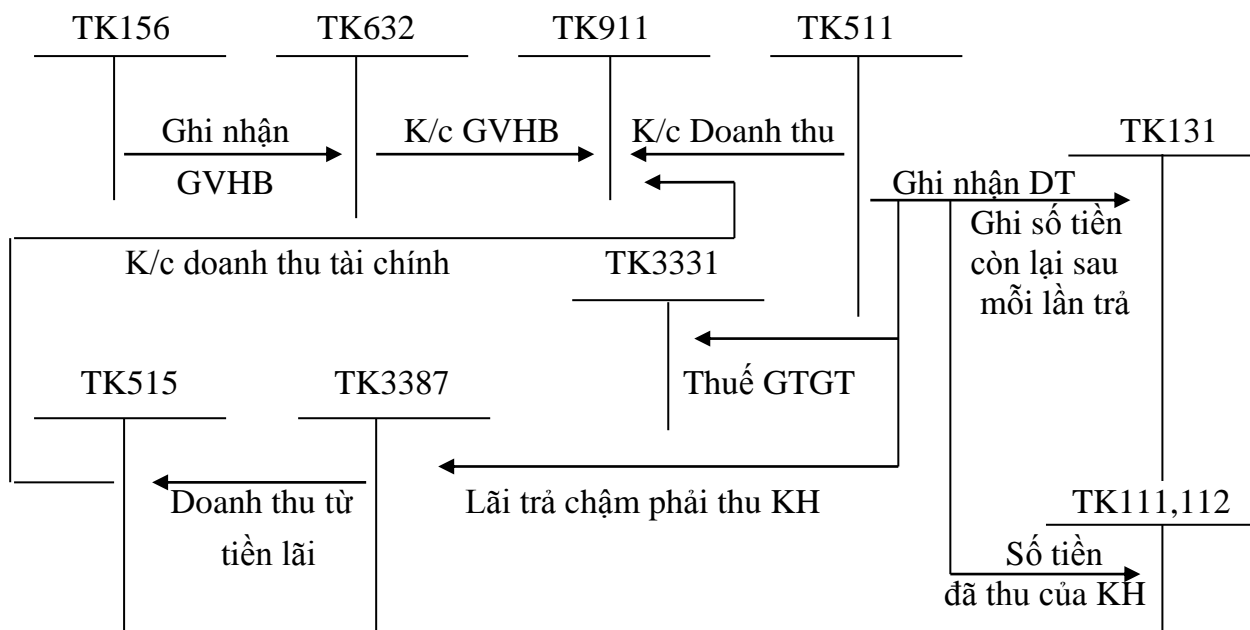 TK156
TK632
TK911
TK511
Ghi nhận
GVHB
K/c GVHB
K/c Doanh thu
TK131
Ghi nhận DT
Ghi số tiền
còn lại sau
mỗi lần trả
K/c doanh thu tài chính
TK3331
Thuế GTGT
TK515
TK3387
Doanh thu từ
tiền lãi
Lãi trả chậm phải thu KH
TK111,112
Số tiền
đã thu của KH